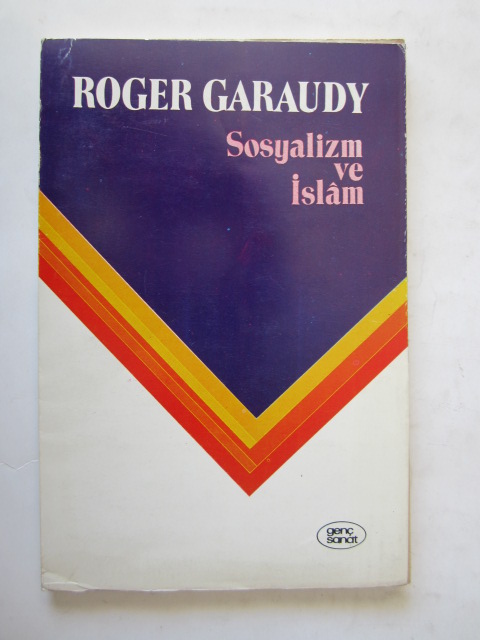 ROGER GARAUDY
Sosyalizm
ve
İslâm
genç
sanat